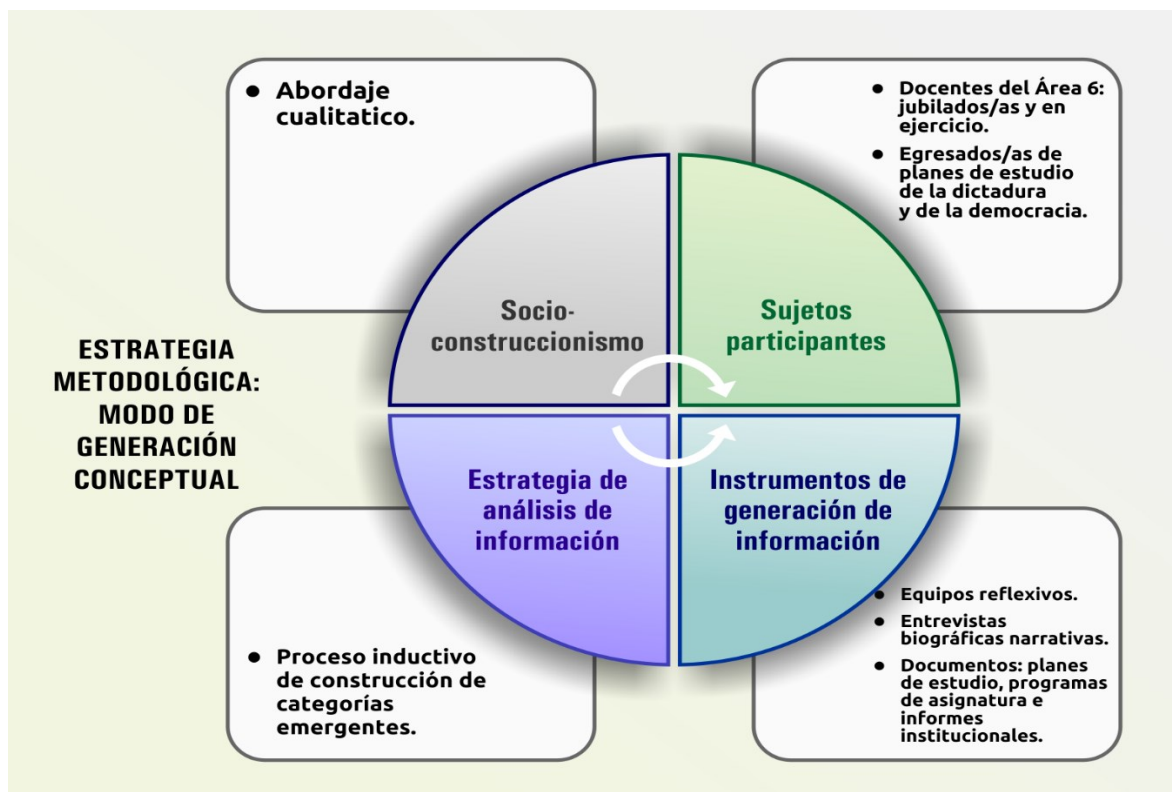 ● Abordaje
cualitatico.
● Docentes del Área 6:
jubilados/as y en
ejercicio.
● Egresados/as de
planes de estudio
de la dictadura
y de la democracia.
Socio-
construccionismo
Sujetos
participantes
ESTRATEGIA
METODOLÓGICA:
MODO DE
GENERACIÓN
CONCEPTUAL
Estrategia de
análisis de
información
Instrumentos de
generación de
información
● Proceso inductivo
de construcción de
categorías
emergentes.
● Equipos reflexivos.
● Entrevistas
biográficas narrativas.
● Documentos: planes
de estudio, programas
de asignatura e
informes
institucionales.